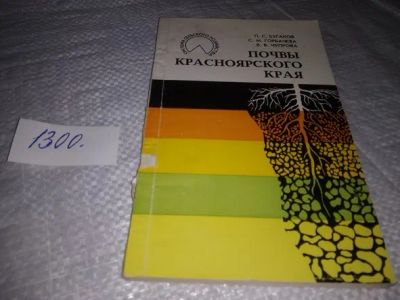 П. С. БУГАКОВ
С. М. ГОРБАЧЕВА
В. В. ЧУПРОВА
ПОЧВЫ
КРАСНОЯРСКОГО
КРАЯ
1300.